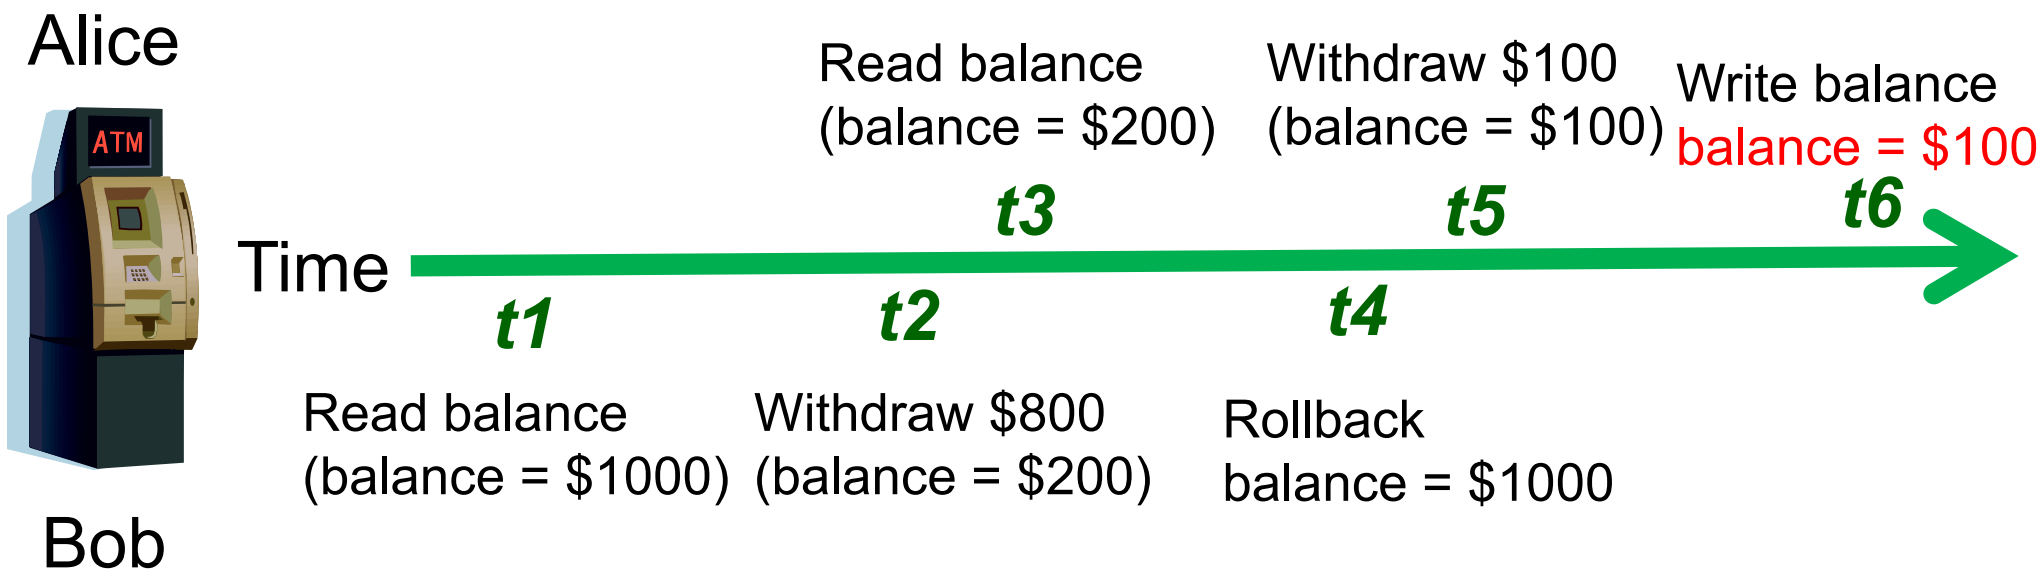 Alice
Read balance
(balance = $200)
Withdraw $100
(balance = $100)
Write balance
balance = $100
ATM
t3
t5
t6
Time
t1
t2
t4
Read balance
(balance = $1000)
Withdraw $800
(balance = $200)
Rollback
balance = $1000
Bob